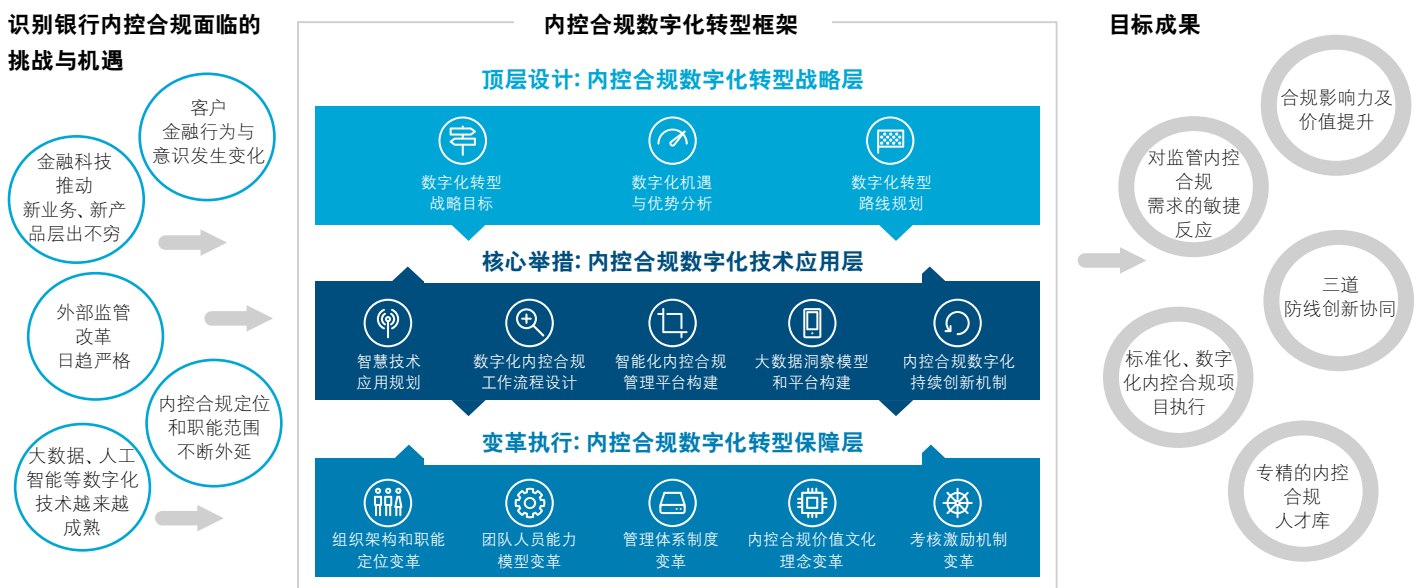 识别银行内控合规面临的
挑战与机遇
客户
金融行为与
意识发生变化
金融科技
推动
新业务、新产
品层出不穷
外部监管
改革
日趋严格
内控合规定位
和职能范围
不断外延
大数据、人工
智能等数字化
技术越来越
成熟
内控合规数字化转型框架
顶层设计：内控合规数字化转型战略层
数字化转型
战略目标
数字化机遇
与优势分析
数字化转型
路线规划
核心举措：内控合规数字化技术应用层
智慧技术
应用规划
数字化内控合规
工作流程设计
智能化内控合规
管理平台构建
大数据洞察模型
和平台构建
内控合规数字化
持续创新机制
变革执行：内控合规数字化转型保障层
组织架构和职能
定位变革
团队人员能力
模型变革
管理体系制度
变革
内控合规价值文化
理念变革
考核激励机制
变革
目标成果
合规影响力及
价值提升
对监管内控
合规
需求的敏捷
反应
三道
防线创新协同
标准化、数字
化内控合规项
目执行
专精的内控
合规
人才库